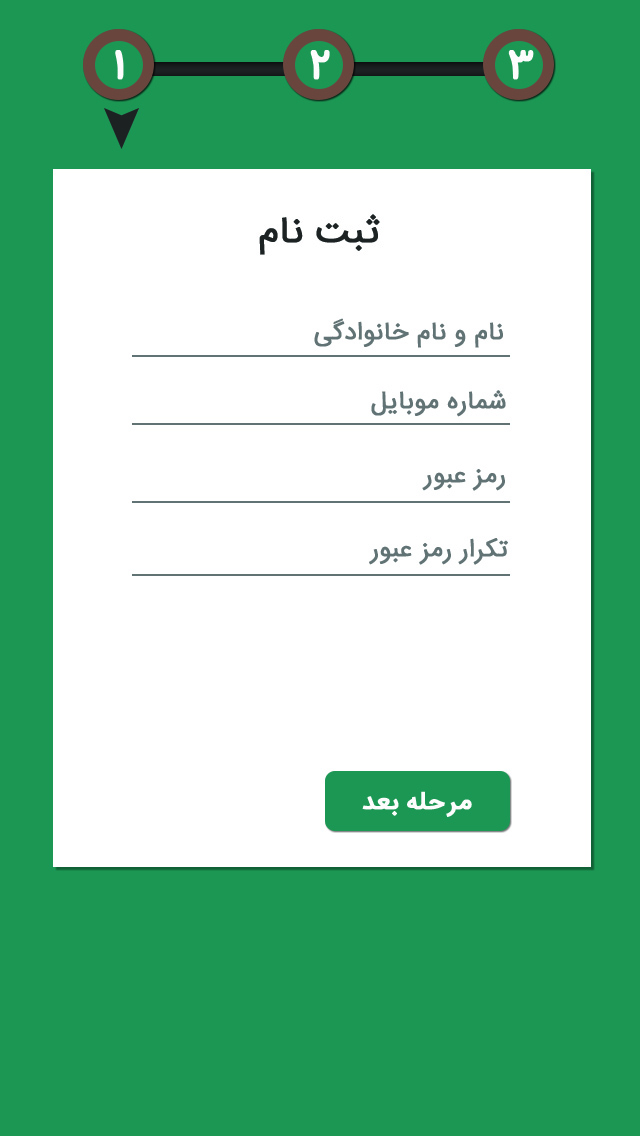 ۱ ۲ ۳
ثبت نام
نام و نام خانوادگی
شماره موبایل
رمز عبور
تکرار رمز عبور
مرحله بعد